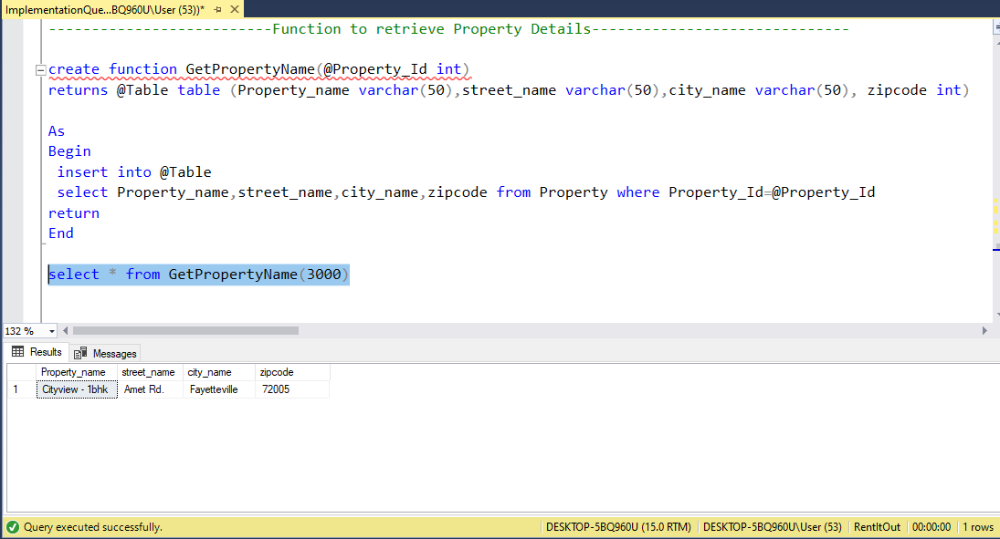 ImplementationQue...BQ960U\User (53))*
--------------------------Function to retrieve Property Details------------------------------
create function GetPropertyName(@Property_Id int)
returns @Table table (Property_name varchar(50),street_name varchar(50),city_name varchar(50), zipcode int)
As
Begin
insert into @Table
select Property_name,street_name,city_name,zipcode from Property where Property_Id=@Property_Id
return
End
select * from GetPropertyName(3000)
132 %
Results Messages
Property_name street_name city_name zipcode
1 Cityview - 1bhk Amet Rd. Fayetteville 72005
Query executed successfully. DESKTOP-5BQ960U (15.0 RTM) DESKTOP-5BQ960U\User (53) RentItOut 00:00:00 1 rows